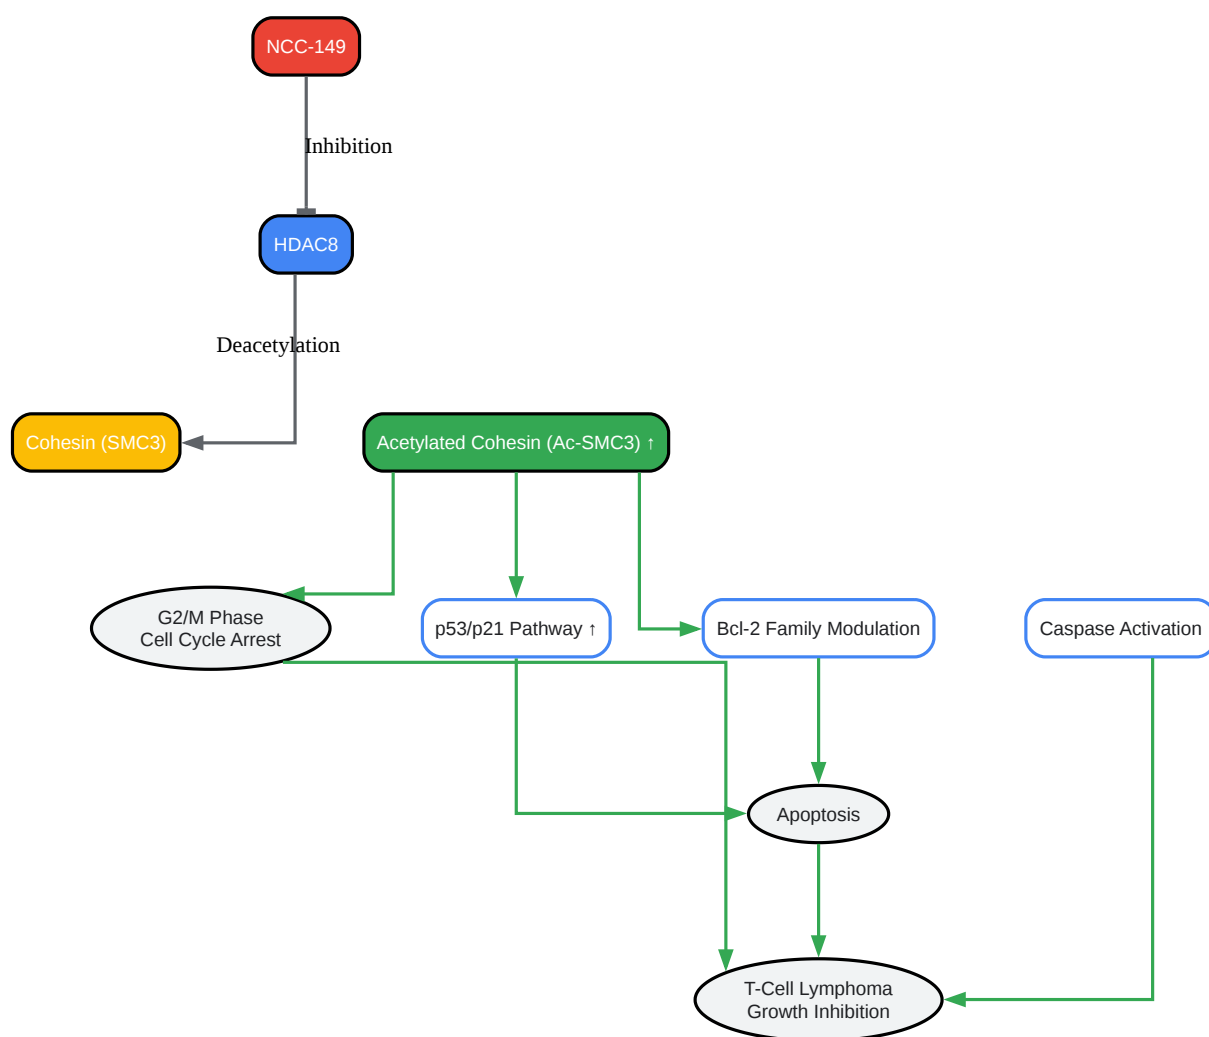 NCC-149
Inhibition
HDAC8
Deacetylation
Cohesin (SMC3)
Acetylated Cohesin (Ac-SMC3) ↑
G2/M Phase
Cell Cycle Arrest
p53/p21 Pathway ↑
Bcl-2 Family Modulation
Caspase Activation
Apoptosis
T-Cell Lymphoma
Growth Inhibition